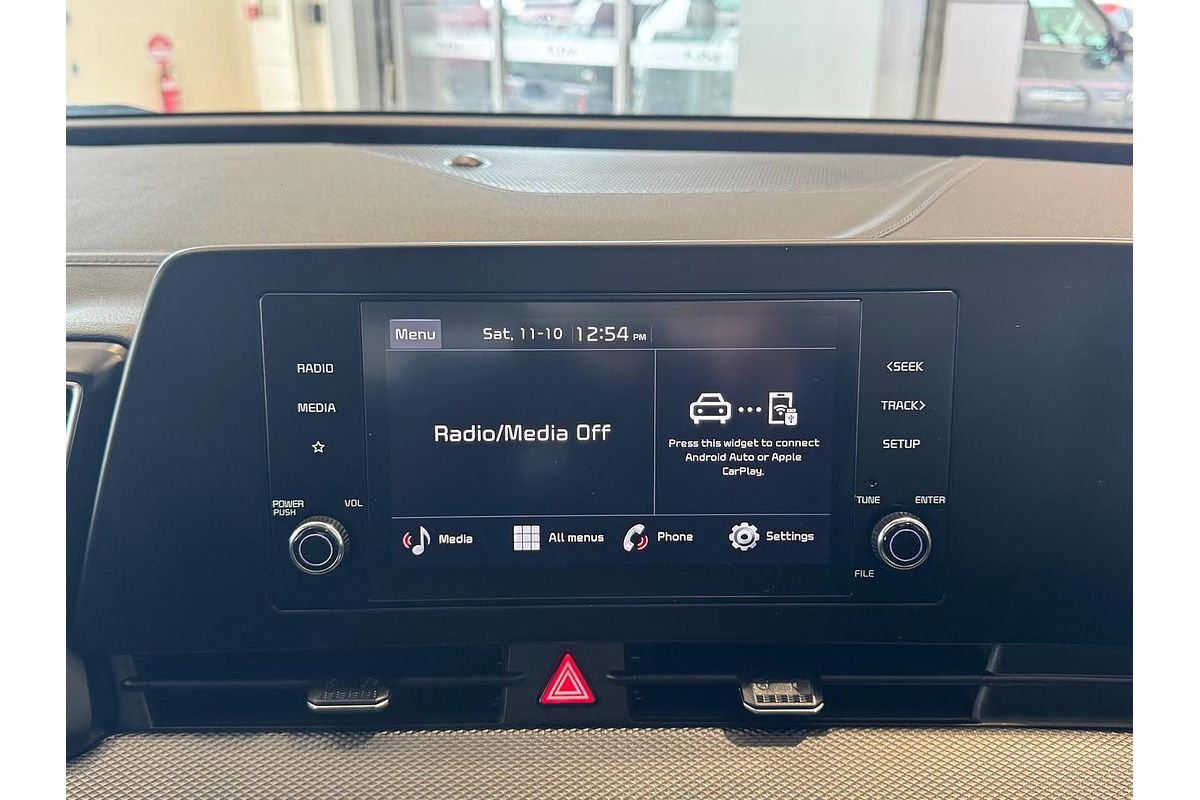 Menu
Sat, 11-10
12:54 PM
RADIO
MEDIA
Radio/Media Off
Press this widget to connect
Android Auto or Apple
CarPlay.
<SEEK
TRACK>
SETUP
POWER
PUSH
VOL
TUNE
ENTER
FILE
Media
All menus
Phone
Settings